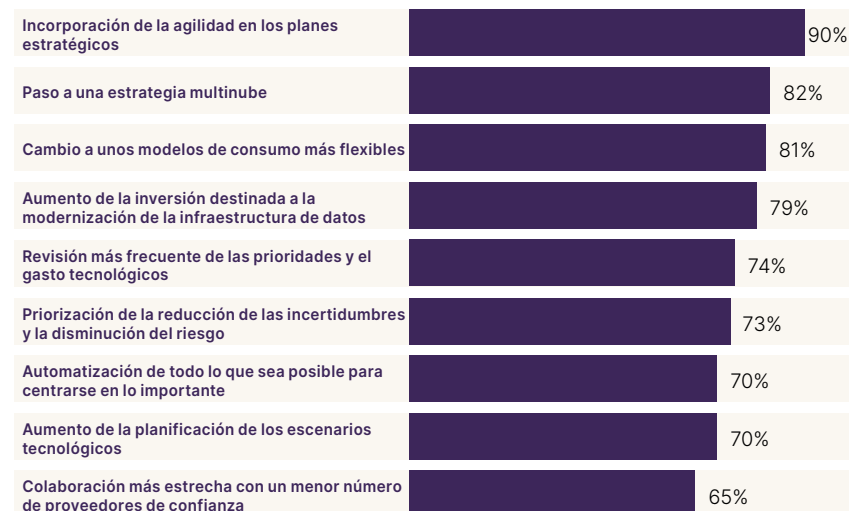 Incorporación de la agilidad en los planes
estratégicos
90%
Paso a una estrategia multinube
82%
Cambio a unos modelos de consumo más flexibles
81%
Aumento de la inversión destinada a la
modernización de la infraestructura de datos
79%
Revisión más frecuente de las prioridades y el
gasto tecnológicos
74%
Priorización de la reducción de las incertidumbres
y la disminución del riesgo
73%
Automatización de todo lo que sea posible para
centrarse en lo importante
70%
Aumento de la planificación de los escenarios
tecnológicos
70%
Colaboración más estrecha con un menor número
de proveedores de confianza
65%